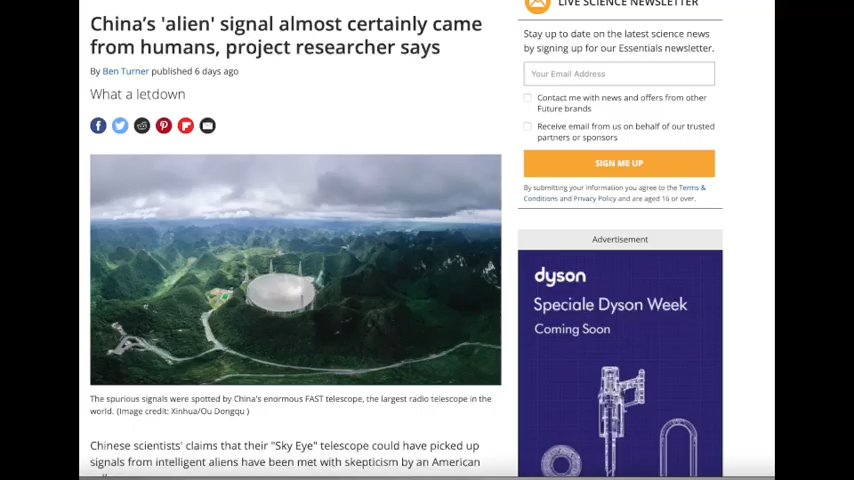 China's 'alien' signal almost certainly came
from humans, project researcher says
By Ben Turner published 6 days ago
What a letdown
The spurious signals were spotted by China's enormous FAST telescope, the largest radio telescope in the
world. (Image credit: Xinhua/Ou Dongqu )
Chinese scientists' claims that their "Sky Eye" telescope could have picked up
signals from intelligent aliens have been met with skepticism by an American
LIVE SCIENCE NEWSLETTER
Stay up to date on the latest science news
by signing up for our Essentials newsletter.
Your Email Address
Contact me with news and offers from other
Future brands
Receive email from us on behalf of our trusted
partners or sponsors
SIGN ME UP
By submitting your information you agree to the Terms &
Conditions and Privacy Policy and are aged 16 or over.
Advertisement
dyson
Speciale Dyson Week
Coming Soon